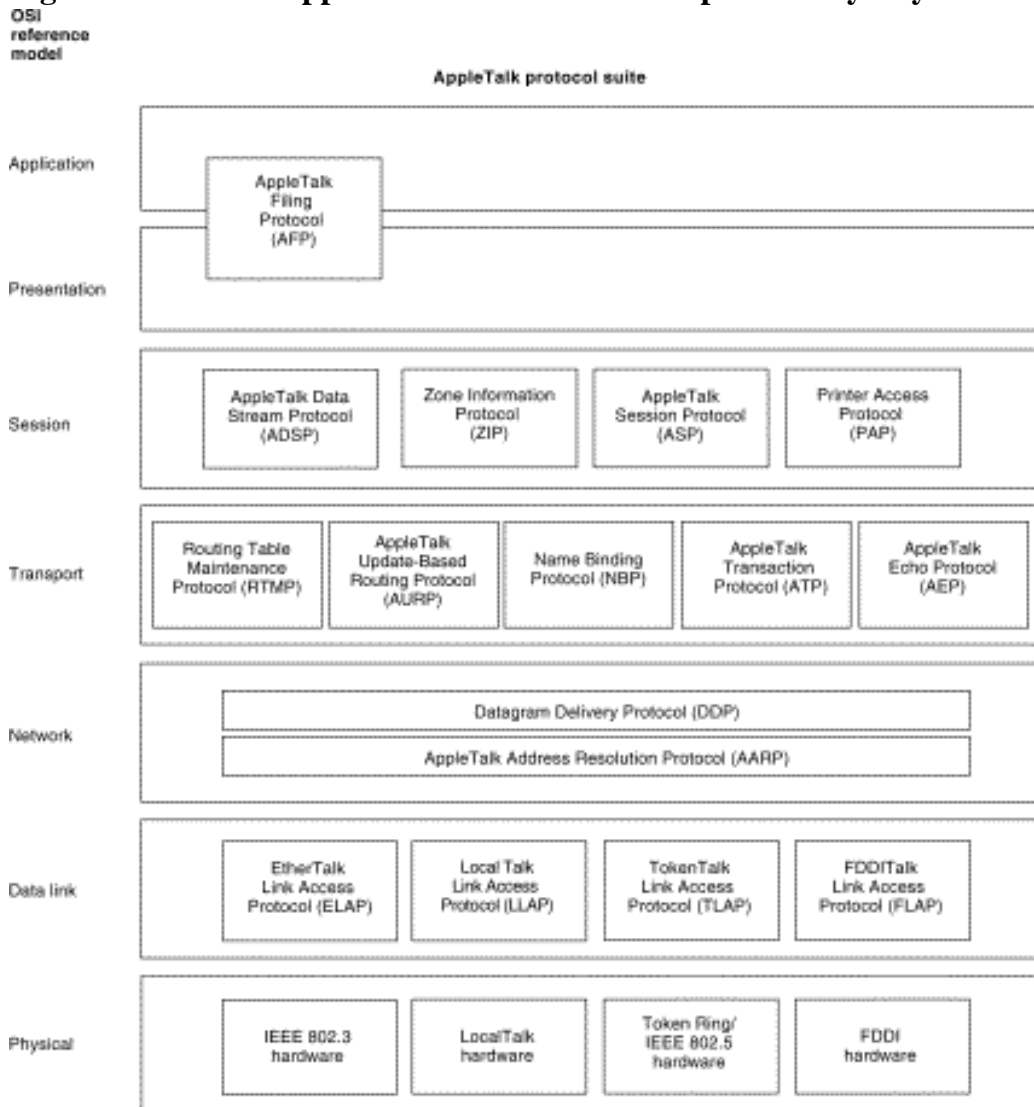 OSI
reference
model
AppleTalk protocol suite
Application
AppleTalk
Filing
Protocol
(AFP)
Presentation
Session
AppleTalk Data
Stream Protocol
(ADSP)
Zone Information
Protocol
(ZIP)
AppleTalk
Session Protocol
(ASP)
Printer Access
Protocol
(PAP)
Transport
Routing Table
Maintenance
Protocol (RTMP)
AppleTalk
Update-Based
Routing Protocol
(AURP)
Name Binding
Protocol (NBP)
AppleTalk
Transaction
Protocol (ATP)
AppleTalk
Echo Protocol
(AEP)
Network
Datagram Delivery Protocol (DDP)
AppleTalk Address Resolution Protocol (AARP)
Data link
EtherTalk
Link Access
Protocol (ELAP)
Local Talk
Link Access
Protocol (LLAP)
TokenTalk
Link Access
Protocol (TLAP)
FDDITalk
Link Access
Protocol (FLAP)
Physical
IEEE 802.3
hardware
LocalTalk
hardware
Token Ring/
IEEE 802.5
hardware
FDDI
hardware